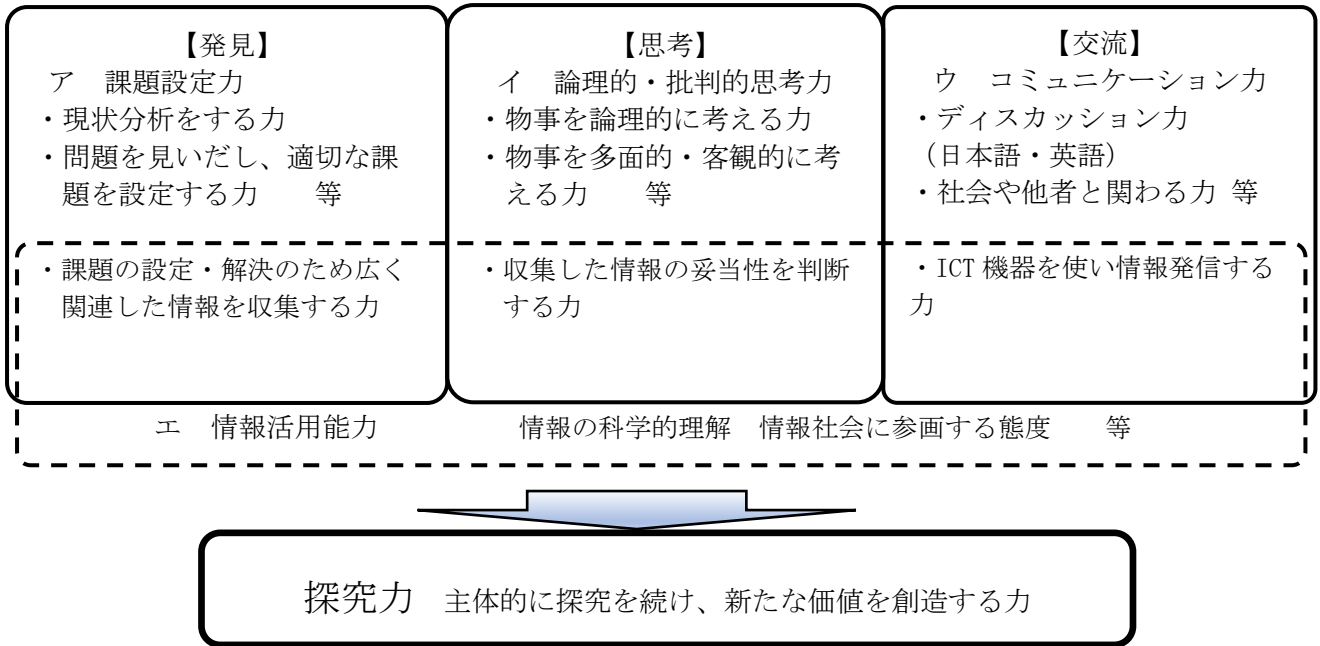 【発見】
ア 課題設定力
・現状分析をする力
・問題を見いだし、適切な課
題を設定する力 等
・課題の設定・解決のため広く
関連した情報を収集する力
【思考】
イ 論理的・批判的思考力
・物事を論理的に考える力
・物事を多面的・客観的に考
える力 等
・収集した情報の妥当性を判断
する力
【交流】
ウ コミュニケーション力
・ディスカッション力
(日本語・英語)
・社会や他者と関わる力 等
・ICT 機器を使い情報発信する
力
エ 情報活用能力 情報の科学的理解 情報社会に参画する態度 等
探究力 主体的に探究を続け、新たな価値を創造する力